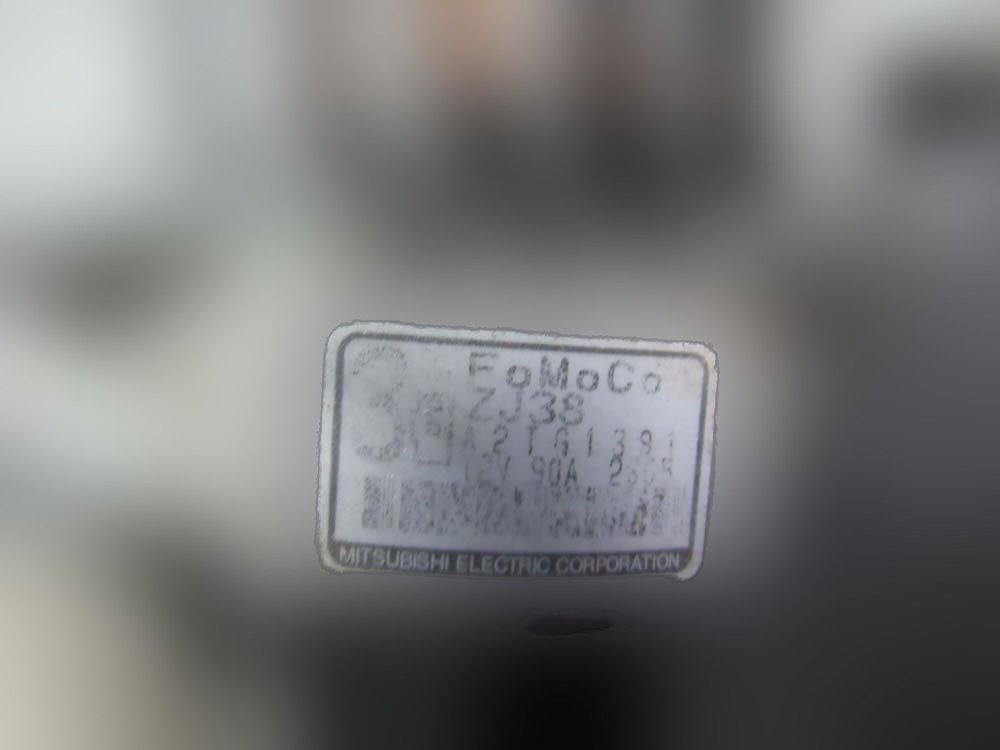 FoMoCo
ZJ38
A2TG1391
12V 90A
MITSUBISHI ELECTRIC CORPORATION